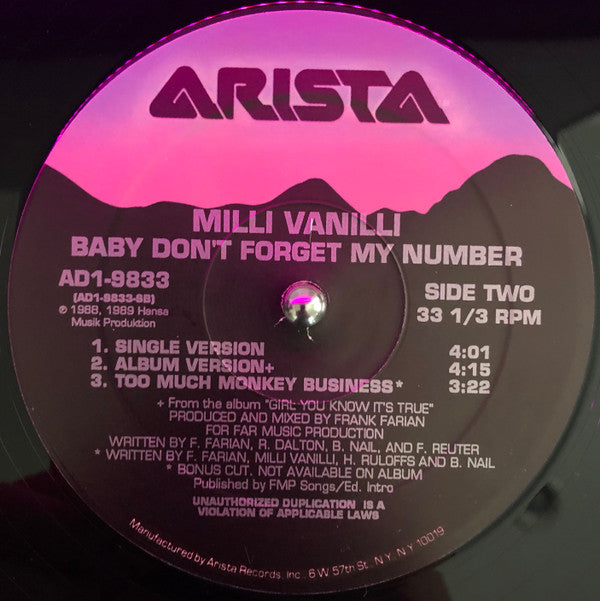 ARISTA
MILLI VANILLI
BABY DON'T FORGET MY NUMBER
AD1-9833
(AD1-9833-SB)
℗ 1988, 1989 Hansa
Musik Produktion
SIDE TWO
33 1/3 RPM
1. SINGLE VERSION 4:01
2. ALBUM VERSION+ 4:15
3. TOO MUCH MONKEY BUSINESS* 3:22
+ From the album "GIRL YOU KNOW IT'S TRUE"
PRODUCED AND MIXED BY FRANK FARIAN
FOR FAR MUSIC PRODUCTION
WRITTEN BY F. FARIAN, R. DALTON, B. NAIL, AND F. REUTER
* WRITTEN BY F. FARIAN, MILLI VANILLI, H. RULOFFS AND B. NAIL
* BONUS CUT. NOT AVAILABLE ON ALBUM
Published by FMP Songs/Ed. Intro
UNAUTHORIZED DUPLICATION IS A
VIOLATION OF APPLICABLE LAWS
Manufactured by Arista Records, Inc., 6 W 57th St., N.Y. N.Y 10019